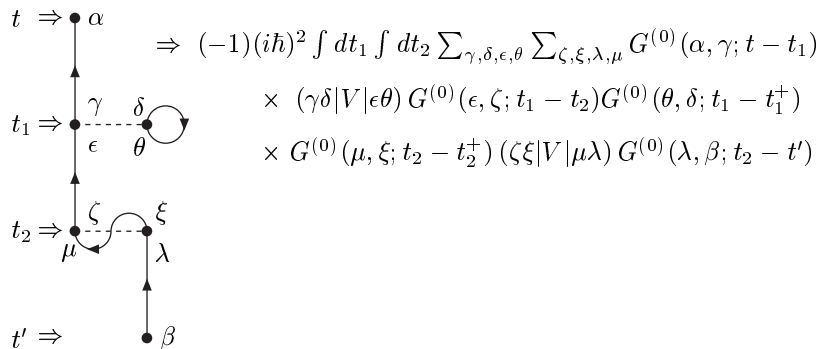 t ⇒ α
⇒ (-1)(iℏ)² ∫ dt₁ ∫ dt₂ ∑_{γ,δ,ϵ,θ} ∑_{ζ,ξ,λ,μ} G⁽⁰⁾(α, γ; t − t₁)
γ δ
× (γδ|V|ϵθ) G⁽⁰⁾(ϵ, ζ; t₁ − t₂)G⁽⁰⁾(θ, δ; t₁ − t₁⁺)
t₁ ⇒
ϵ θ
× G⁽⁰⁾(μ, ξ; t₂ − t₂⁺) (ζξ|V|μλ) G⁽⁰⁾(λ, β; t₂ − t′)
ζ ξ
t₂ ⇒
μ λ
t′ ⇒ β